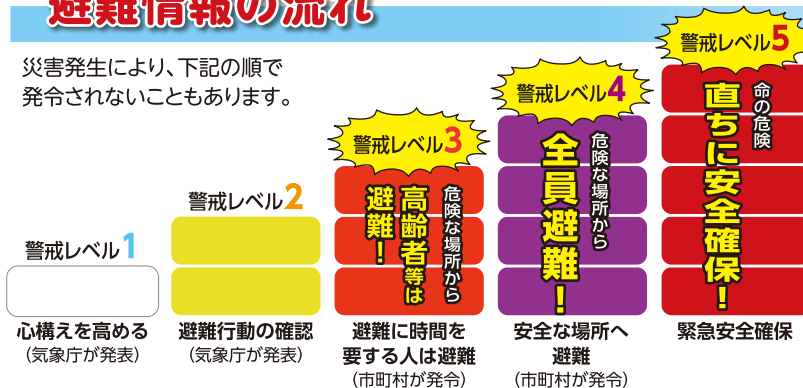 避難情報の流れ
災害発生により、下記の順で
発令されないこともあります。
警戒レベル1
心構えを高める
(気象庁が発表)
警戒レベル2
避難行動の確認
(気象庁が発表)
警戒レベル3
危険な場所から
高齢者等は
避難!
避難に時間を
要する人は避難
(市町村が発令)
警戒レベル4
危険な場所から
全員避難!
安全な場所へ
避難
(市町村が発令)
警戒レベル5
命の危険
直ちに安全確保!
緊急安全確保